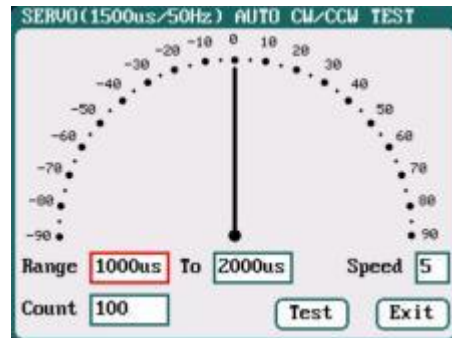 SERVO(1500us/50Hz) AUTO CW/CCW TEST
-90 -80 -70 -60 -50 -40 -30 -20 -10 0 10 20 30 40 50 60 70 80 90
Range 1000us To 2000us Speed 5
Count 100 Test Exit